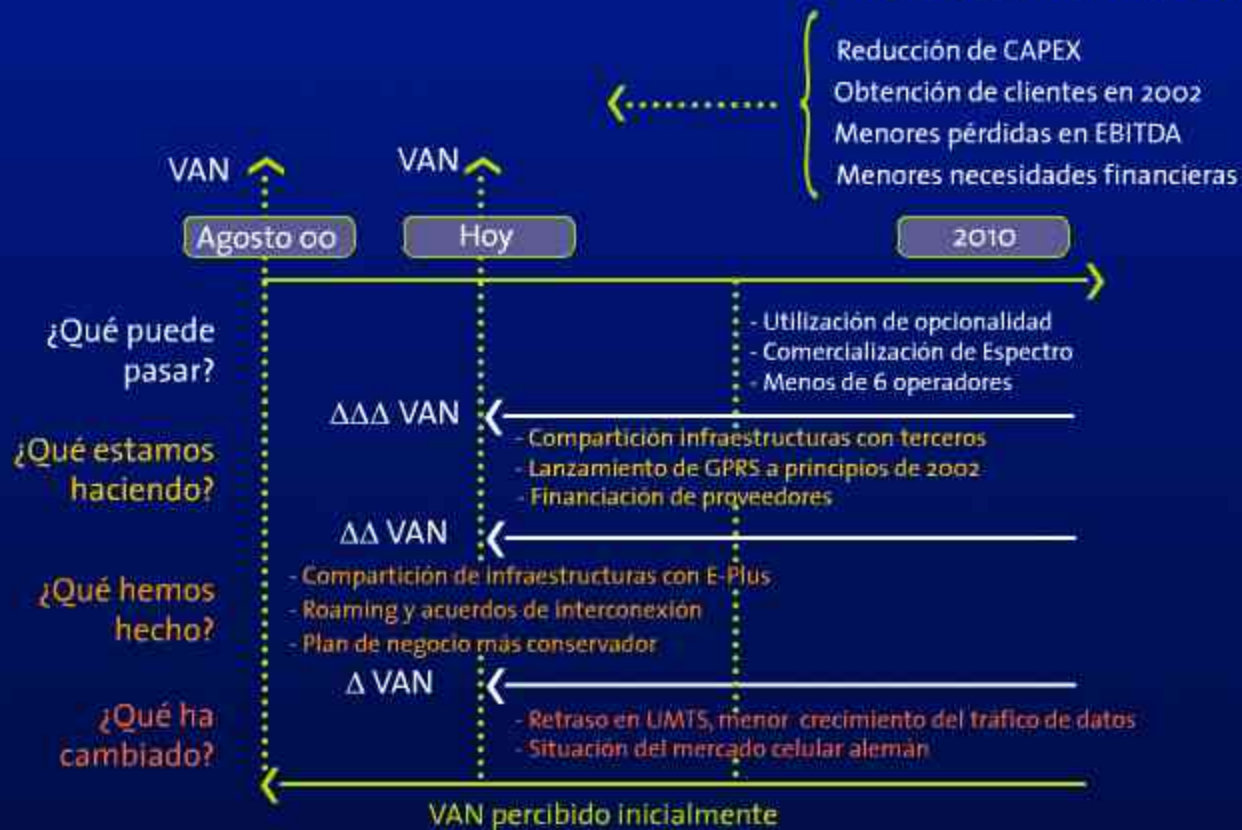 Reducción de CAPEX
Obtención de clientes en 2002
Menores pérdidas en EBITDA
Menores necesidades financieras
VAN
VAN
Agosto 00
Hoy
2010
¿Qué puede
pasar?
- Utilización de opcionalidad
- Comercialización de Espectro
- Menos de 6 operadores
ΔΔΔ VAN
¿Qué estamos
haciendo?
- Compartición infraestructuras con terceros
- Lanzamiento de GPRS a principios de 2002
- Financiación de proveedores
ΔΔ VAN
¿Qué hemos
hecho?
- Compartición de infraestructuras con E-Plus
- Roaming y acuerdos de interconexión
- Plan de negocio más conservador
Δ VAN
¿Qué ha
cambiado?
- Retraso en UMTS, menor crecimiento del tráfico de datos
- Situación del mercado celular alemán
VAN percibido inicialmente